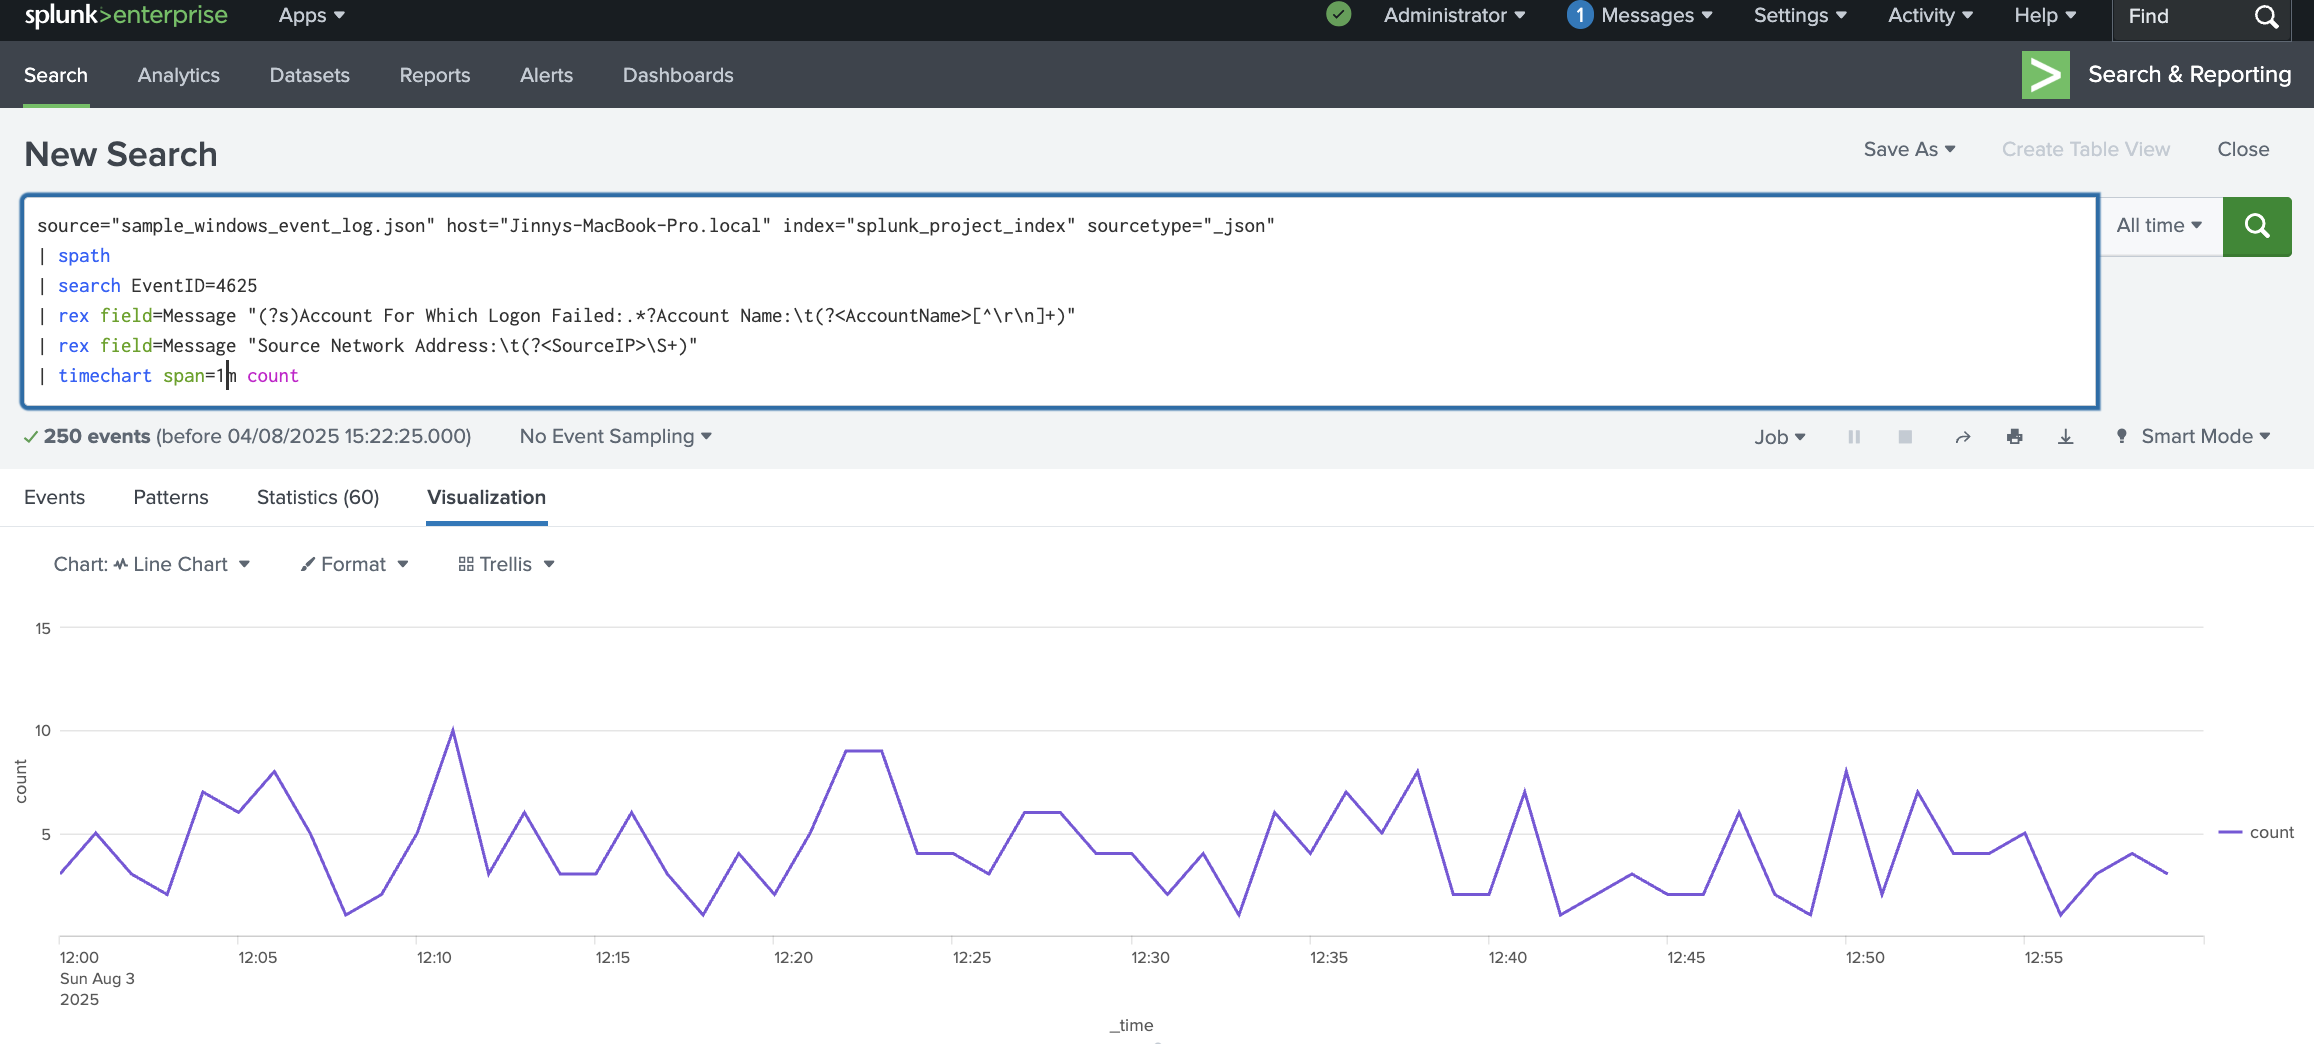 splunk>enterprise Apps Administrator 1 Messages Settings Activity Help Find
Search Analytics Datasets Reports Alerts Dashboards > Search & Reporting
New Search Save As Create Table View Close
source="sample_windows_event_log.json" host="Jinnys-MacBook-Pro.local" index="splunk_project_index" sourcetype="_json" All time
| spath
| search EventID=4625
| rex field=Message "(?s)Account For Which Logon Failed:.*?Account Name:\t(?<AccountName>[^\r\n]+)"
| rex field=Message "Source Network Address:\t(?<SourceIP>\S+)"
| timechart span=1m count
250 events (before 04/08/2025 15:22:25.000) No Event Sampling Job Smart Mode
Events Patterns Statistics (60) Visualization
Chart: Line Chart Format Trellis
15
10
count
5
count
12:00 12:05 12:10 12:15 12:20 12:25 12:30 12:35 12:40 12:45 12:50 12:55
Sun Aug 3
2025
_time